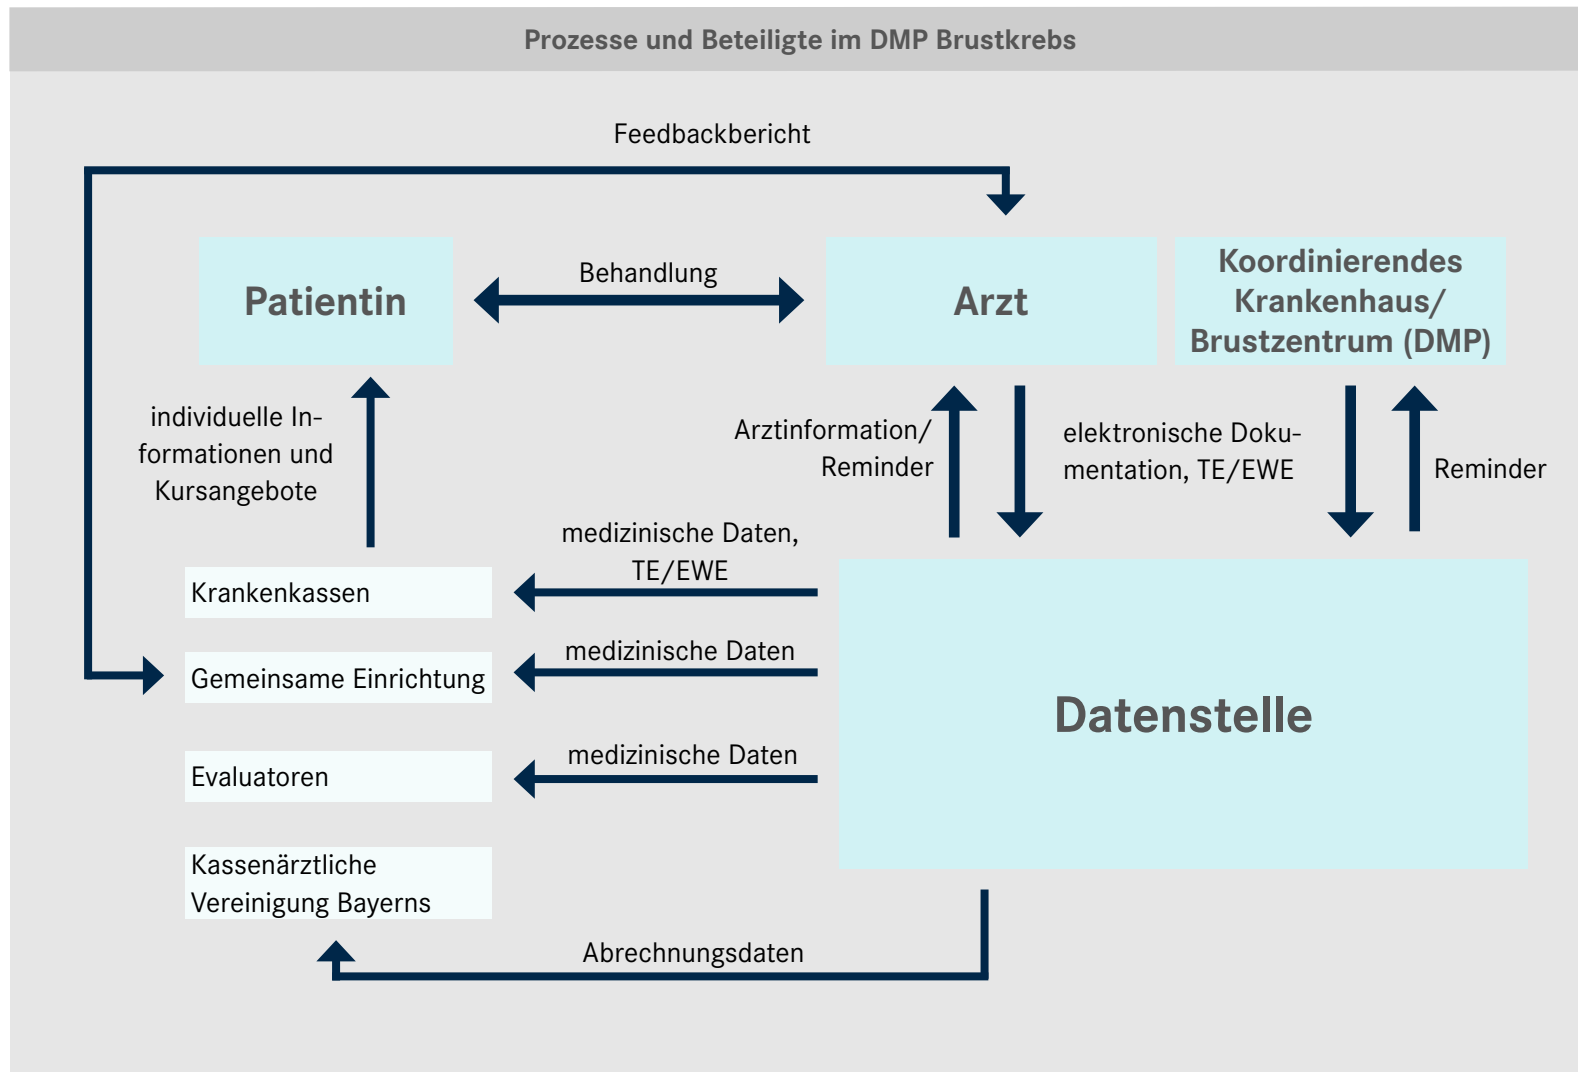 Prozesse und Beteiligte im DMP Brustkrebs
Feedbackbericht
Patientin
Behandlung
Arzt
Koordinierendes
Krankenhaus/
Brustzentrum (DMP)
individuelle In-
formationen und
Kursangebote
Arztinformation/
Reminder
elektronische Doku-
mentation, TE/EWE
Reminder
medizinische Daten,
TE/EWE
Krankenkassen
medizinische Daten
Gemeinsame Einrichtung
Datenstelle
medizinische Daten
Evaluatoren
Kassenärztliche
Vereinigung Bayerns
Abrechnungsdaten